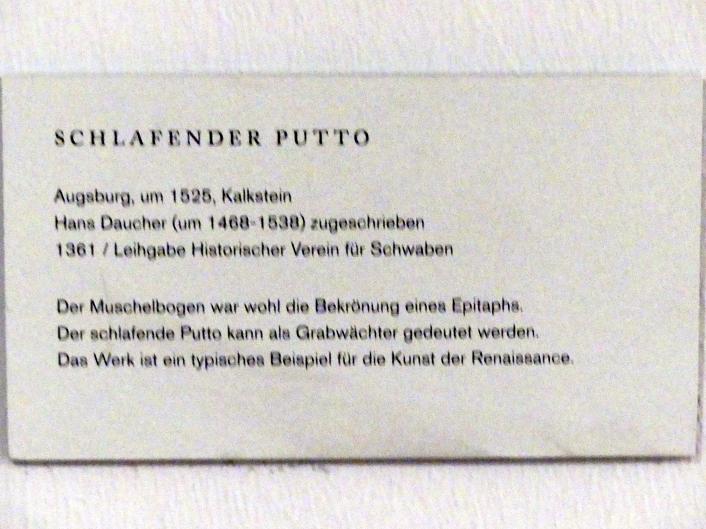 SCHLAFENDER PUTTO
Augsburg, um 1525, Kalkstein
Hans Daucher (um 1468-1538) zugeschrieben
1361 / Leihgabe Historischer Verein für Schwaben
Der Muschelbogen war wohl die Bekrönung eines Epitaphs.
Der schlafende Putto kann als Grabwächter gedeutet werden.
Das Werk ist ein typisches Beispiel für die Kunst der Renaissance.